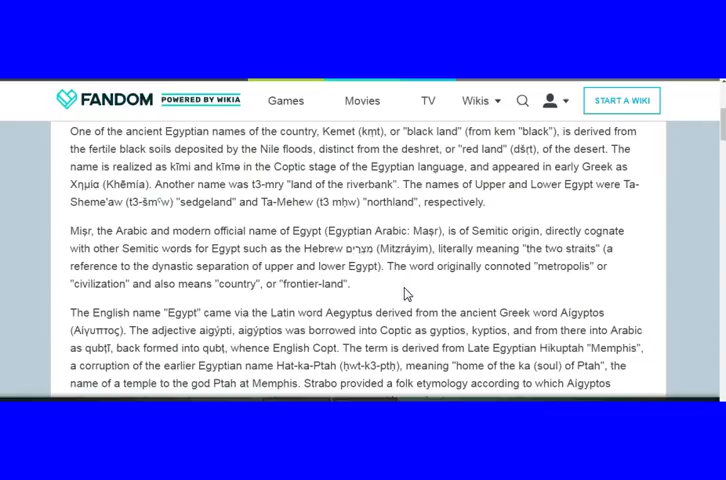 FANDOM POWERED BY WIKIA Games Movies TV Wikis START A WIKI
One of the ancient Egyptian names of the country, Kemet (kṃt), or "black land" (from kem "black"), is derived from
the fertile black soils deposited by the Nile floods, distinct from the deshret, or "red land" (dšṛt), of the desert. The
name is realized as kīmi and kīmə in the Coptic stage of the Egyptian language, and appeared in early Greek as
Χημία (Khēmía). Another name was t3-mry "land of the riverbank". The names of Upper and Lower Egypt were Ta-
Sheme'aw (t3-šmˁw) "sedgeland" and Ta-Mehew (t3 mḥw) "northland", respectively.
Miṣr, the Arabic and modern official name of Egypt (Egyptian Arabic: Maṣr), is of Semitic origin, directly cognate
with other Semitic words for Egypt such as the Hebrew מִצְרַיִם (Mitzráyim), literally meaning "the two straits" (a
reference to the dynastic separation of upper and lower Egypt). The word originally connoted "metropolis" or
"civilization" and also means "country", or "frontier-land".
The English name "Egypt" came via the Latin word Aegyptus derived from the ancient Greek word Aígyptos
(Αίγυπτος). The adjective aigýpti, aigýptios was borrowed into Coptic as gyptios, kyptios, and from there into Arabic
as qubṭī, back formed into qubṭ, whence English Copt. The term is derived from Late Egyptian Hikuptah "Memphis",
a corruption of the earlier Egyptian name Hat-ka-Ptah (ḥwt-k3-ptḥ), meaning "home of the ka (soul) of Ptah", the
name of a temple to the god Ptah at Memphis. Strabo provided a folk etymology according to which Aígyptos